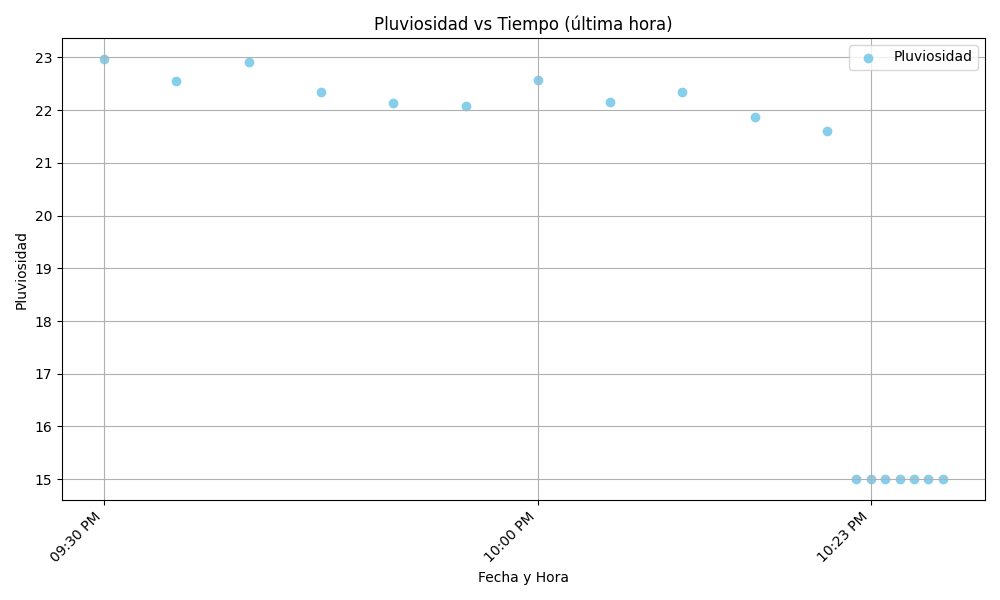 Pluviosidad vs Tiempo (última hora)
Pluviosidad
23
22
21
20
19
18
17
16
15
Pluviosidad
09:30 PM
10:00 PM
10:23 PM
Fecha y Hora